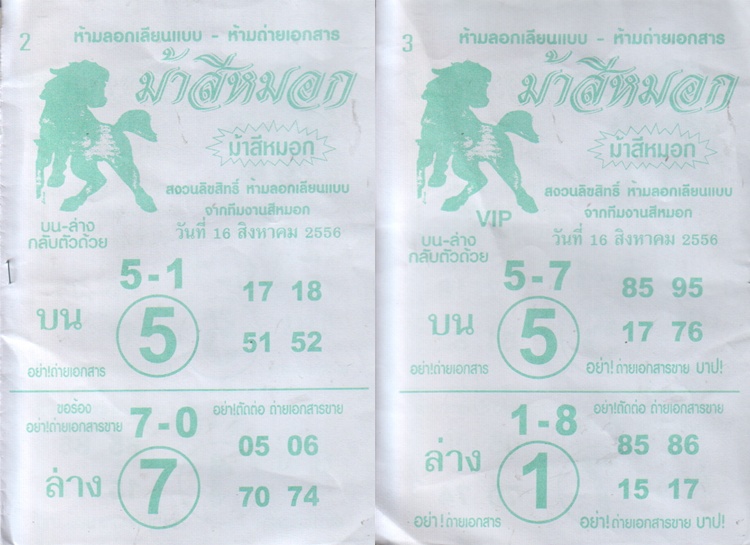 2 ห้ามลอกเลียนแบบ - ห้ามถ่ายเอกสาร
ม้าสีหมอก
ม้าสีหมอก
สงวนลิขสิทธิ์ ห้ามลอกเลียนแบบ
จากทีมงานสีหมอก
บน-ล่าง
กลับตัวด้วย
วันที่ 16 สิงหาคม 2556
5-1
17 18
บน 5
51 52
อย่า!ถ่ายเอกสาร
ขอร้อง
อย่า!ถ่ายเอกสารขาย
7-0
อย่า!ตัดต่อ ถ่ายเอกสารขาย
05 06
ล่าง 7
70 74
3 ห้ามลอกเลียนแบบ - ห้ามถ่ายเอกสาร
ม้าสีหมอก
ม้าสีหมอก
สงวนลิขสิทธิ์ ห้ามลอกเลียนแบบ
จากทีมงานสีหมอก
VIP
บน-ล่าง
กลับตัวด้วย
วันที่ 16 สิงหาคม 2556
5-7
85 95
บน 5
17 76
อย่า!ถ่ายเอกสาร
อย่า!ถ่ายเอกสารขาย บาป!
1-8
อย่า!ตัดต่อ ถ่ายเอกสารขาย
85 86
ล่าง 1
15 17
อย่า!ถ่ายเอกสาร
อย่า!ถ่ายเอกสารขาย บาป!